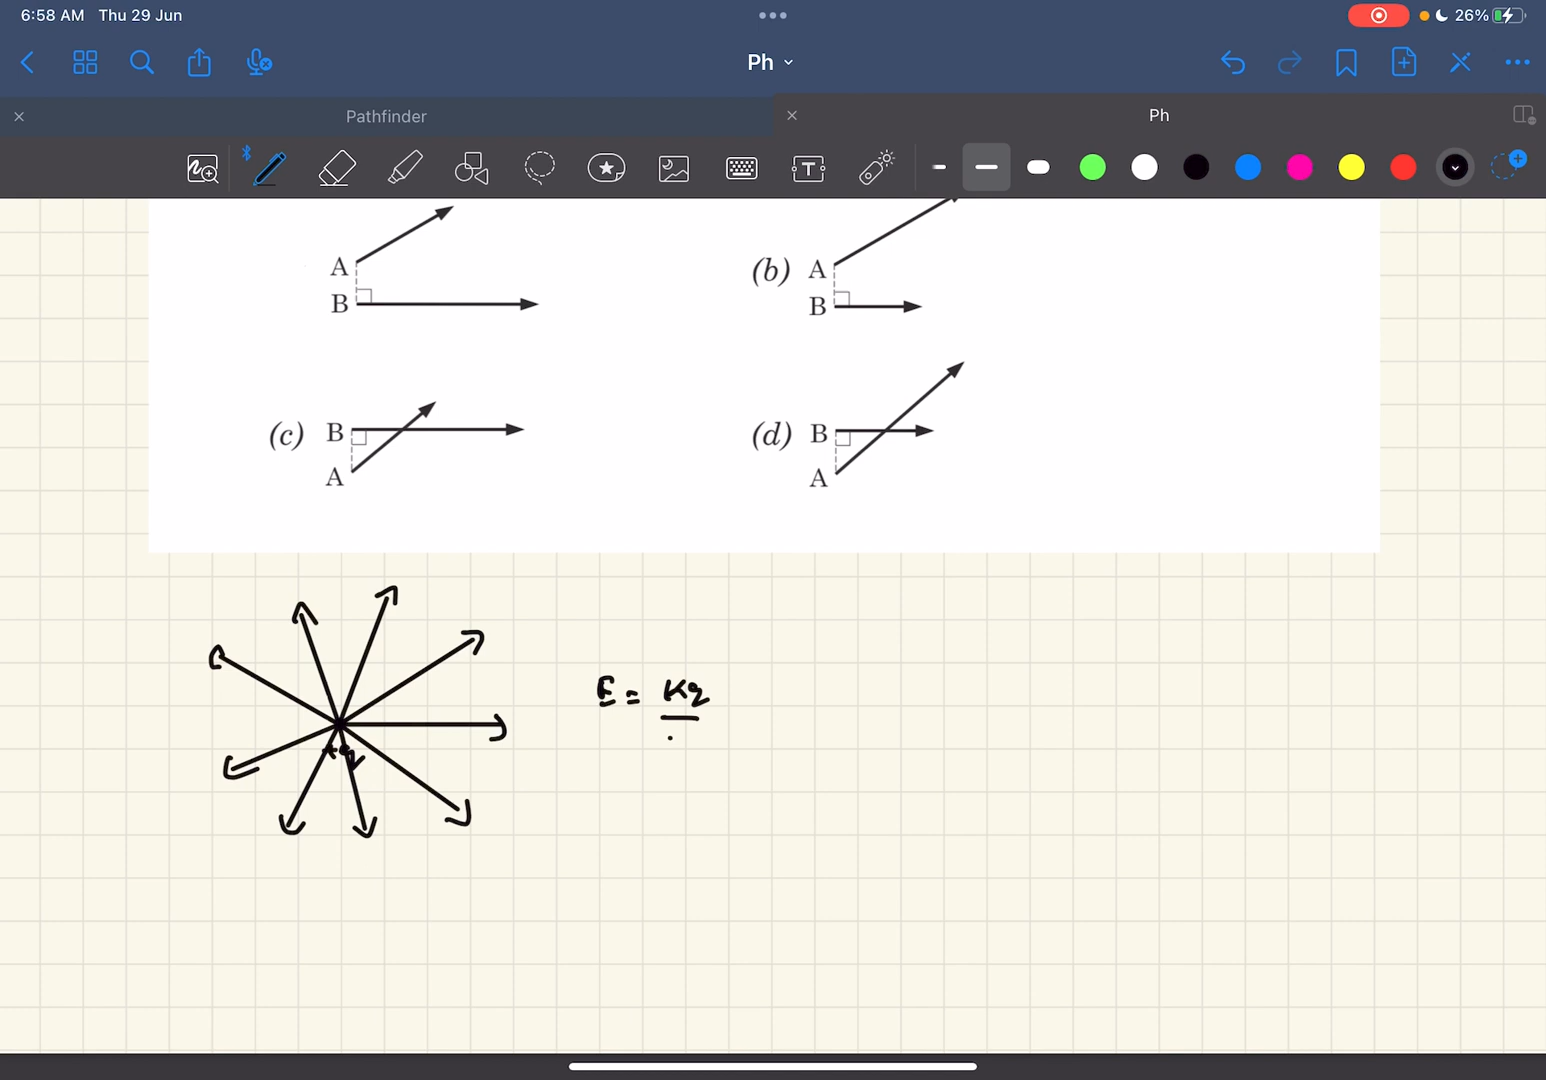 6:58 AM Thu 29 Jun
26%
Ph
Pathfinder
Ph
T
A
B
(b) A
B
(c) B
A
(d) B
A
+q
E = Kq